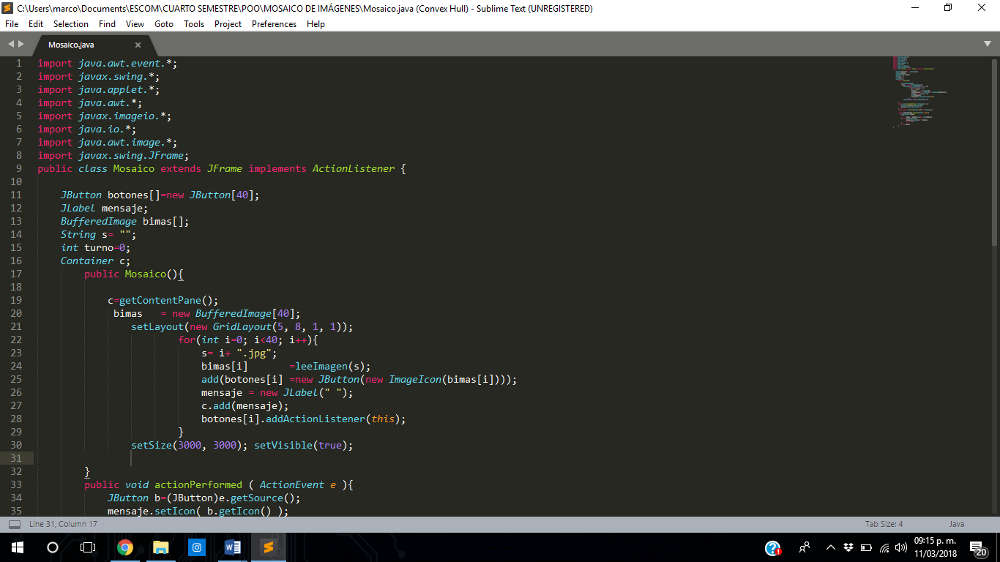 C:\Users\marco\Documents\ESCOM\CUARTO SEMESTRE\POO\MOSAICO DE IMÁGENES\Mosaico.java (Convex Hull) - Sublime Text (UNREGISTERED)
File Edit Selection Find View Goto Tools Project Preferences Help
Mosaico.java
1 import java.awt.event.*;
2 import javax.swing.*;
3 import java.applet.*;
4 import java.awt.*;
5 import javax.imageio.*;
6 import java.io.*;
7 import java.awt.image.*;
8 import javax.swing.JFrame;
9 public class Mosaico extends JFrame implements ActionListener {
10
11 JButton botones[]=new JButton[40];
12 JLabel mensaje;
13 BufferedImage bimas[];
14 String s= "";
15 int turno=0;
16 Container c;
17 public Mosaico(){
18
19 c=getContentPane();
20 bimas   = new BufferedImage[40];
21 setLayout(new GridLayout(5, 8, 1, 1));
22 for(int i=0; i<40; i++){
23 s= i+ ".jpg";
24 bimas[i]       =leeImagen(s);
25 add(botones[i] =new JButton(new ImageIcon(bimas[i])));
26 mensaje = new JLabel(" ");
27 c.add(mensaje);
28 botones[i].addActionListener(this);
29 }
30 setSize(3000, 3000); setVisible(true);
31
32 }
33 public void actionPerformed ( ActionEvent e ){
34 JButton b=(JButton)e.getSource();
35 mensaje.setIcon( b.getIcon() );
Line 31, Column 17 Tab Size: 4 Java
09:15 p. m.
11/03/2018
20